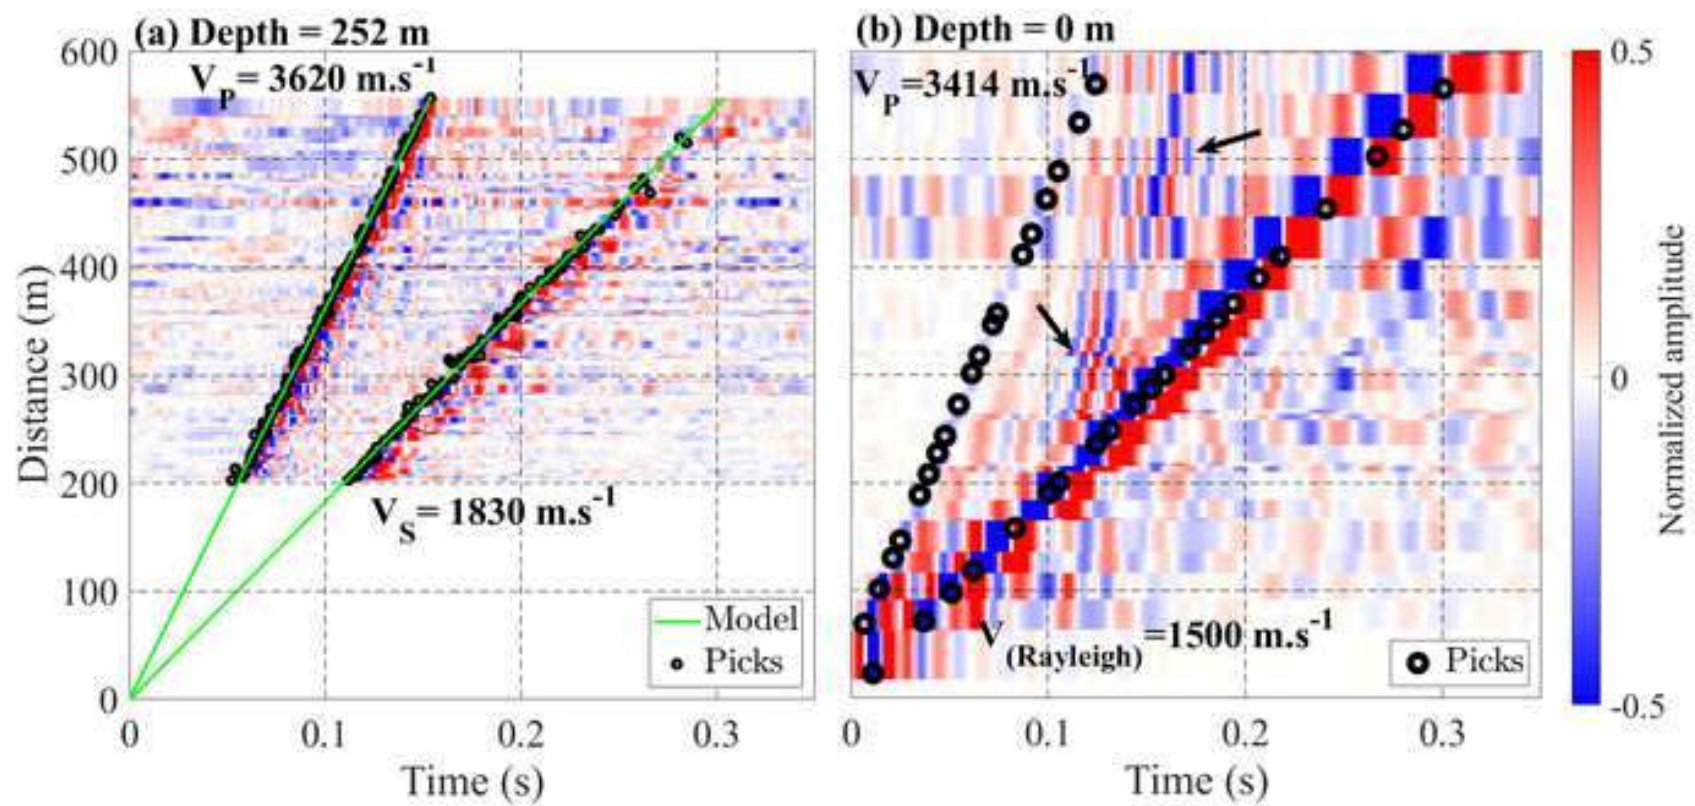 (a) Depth = 252 m
V_P = 3620 m.s^-1
V_S = 1830 m.s^-1
600
500
400
300
200
100
0
Distance (m)
0
0.1
0.2
0.3
Time (s)
Model
Picks
(b) Depth = 0 m
V_P =3414 m.s^-1
V_(Rayleigh) =1500 m.s^-1
Picks
0
0.1
0.2
0.3
Time (s)
0.5
0
-0.5
Normalized amplitude